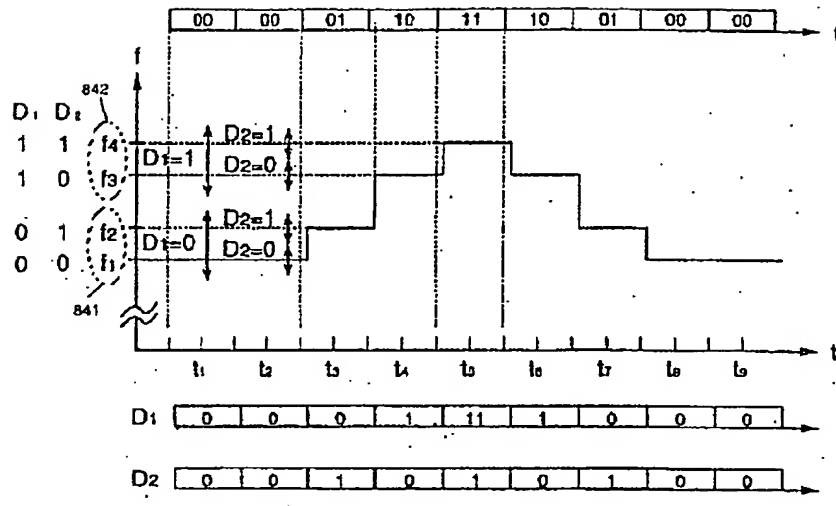 00 00 01 10 11 10 01 00 00 t
f
842
D1 D2
1 1 f4 D1=1 D2=1
1 0 f3 D2=0
0 1 f2 D1=0 D2=1
0 0 f1 D2=0
841
t
t1 t2 t3 t4 t5 t6 t7 t8 t9
D1 0 0 0 1 11 1 0 0 0
D2 0 0 1 0 1 0 1 0 0